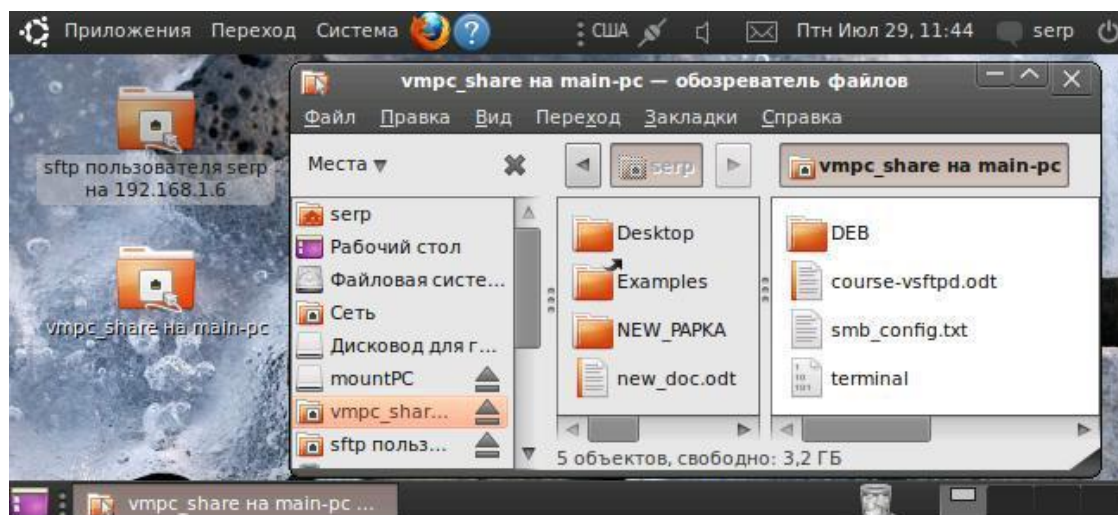 Приложения Переход Система ? США Птн Июл 29, 11:44 serp
vmpc_share на main-pc — обозреватель файлов
Файл Правка Вид Переход Закладки Справка
sftp пользователя serp
на 192.168.1.6
vmpc_share на main-pc
Места
serp
vmpc_share на main-pc
serp
Рабочий стол
Файловая систе...
Сеть
Дисковод для г...
mountPC
vmpc_shar...
sftp польз...
Desktop
Examples
NEW_PAPKA
new_doc.odt
DEB
course-vsftpd.odt
smb_config.txt
terminal
5 объектов, свободно: 3,2 ГБ
vmpc_share на main-pc ...